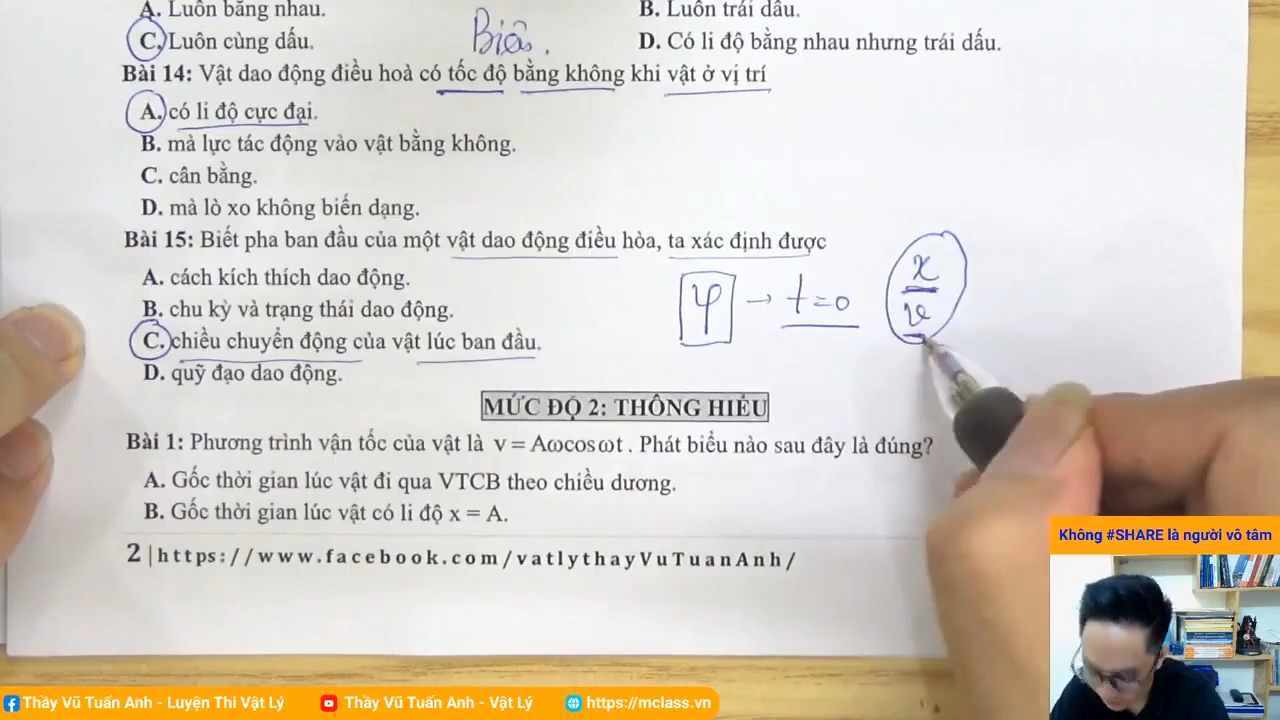 A. Luôn bằng nhau.
B. Luôn trái dấu.
C. Luôn cùng dấu.
D. Có li độ bằng nhau nhưng trái dấu.
Bài 14: Vật dao động điều hoà có tốc độ bằng không khi vật ở vị trí
A. có li độ cực đại.
B. mà lực tác động vào vật bằng không.
C. cân bằng.
D. mà lò xo không biến dạng.
Bài 15: Biết pha ban đầu của một vật dao động điều hòa, ta xác định được
A. cách kích thích dao động.
B. chu kỳ và trạng thái dao động.
C. chiều chuyển động của vật lúc ban đầu.
D. quỹ đạo dao động.
φ → t=0
x
v
MỨC ĐỘ 2: THÔNG HIỂU
Bài 1: Phương trình vận tốc của vật là v = Aωcosωt. Phát biểu nào sau đây là đúng?
A. Gốc thời gian lúc vật đi qua VTCB theo chiều dương.
B. Gốc thời gian lúc vật có li độ x = A.
2|https://www.facebook.com/vatlythayVuTuanAnh/
Không #SHARE là người vô tâm
Thầy Vũ Tuấn Anh - Luyện Thi Vật Lý
Thầy Vũ Tuấn Anh - Vật Lý
https://mclass.vn